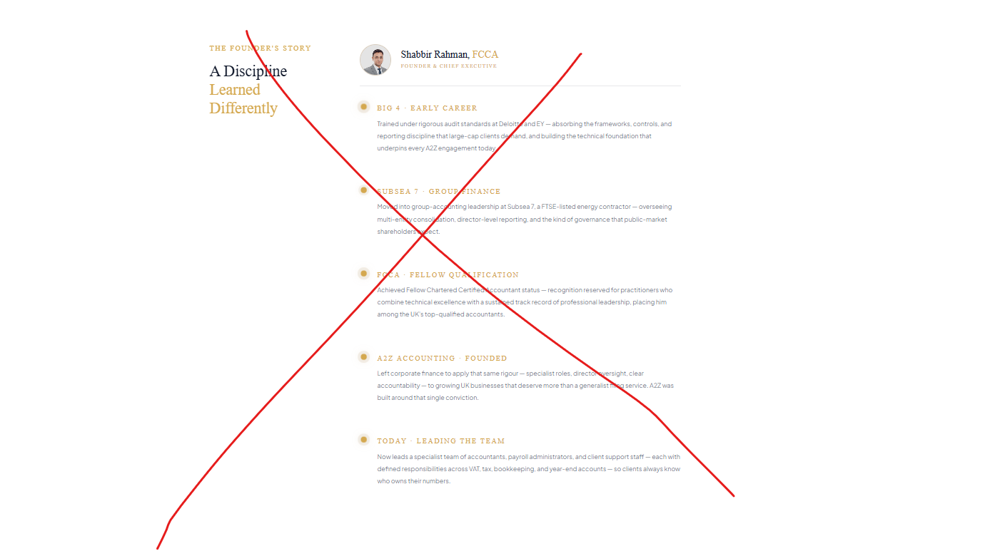 THE FOUNDER'S STORY
A Discipline
Learned
Differently
Shabbir Rahman, FCCA
FOUNDER & CHIEF EXECUTIVE
BIG 4 · EARLY CAREER
Trained under rigorous audit standards at Deloitte and EY — absorbing the frameworks, controls, and
reporting discipline that large-cap clients demand, and building the technical foundation that
underpins every A2Z engagement today.
SUBSEA 7 · GROUP FINANCE
Moved into group-accounting leadership at Subsea 7, a FTSE-listed energy contractor — overseeing
multi-entity consolidation, director-level reporting, and the kind of governance that public-market
shareholders expect.
FCCA · FELLOW QUALIFICATION
Achieved Fellow Chartered Certified Accountant status — recognition reserved for practitioners who
combine technical excellence with a sustained track record of professional leadership, placing him
among the UK's top-qualified accountants.
A2Z ACCOUNTING · FOUNDED
Left corporate finance to apply that same rigour — specialist roles, director oversight, clear
accountability — to growing UK businesses that deserve more than a generalist filing service. A2Z was
built around that single conviction.
TODAY · LEADING THE TEAM
Now leads a specialist team of accountants, payroll administrators, and client support staff — each with
defined responsibilities across VAT, tax, bookkeeping, and year-end accounts — so clients always know
who owns their numbers.